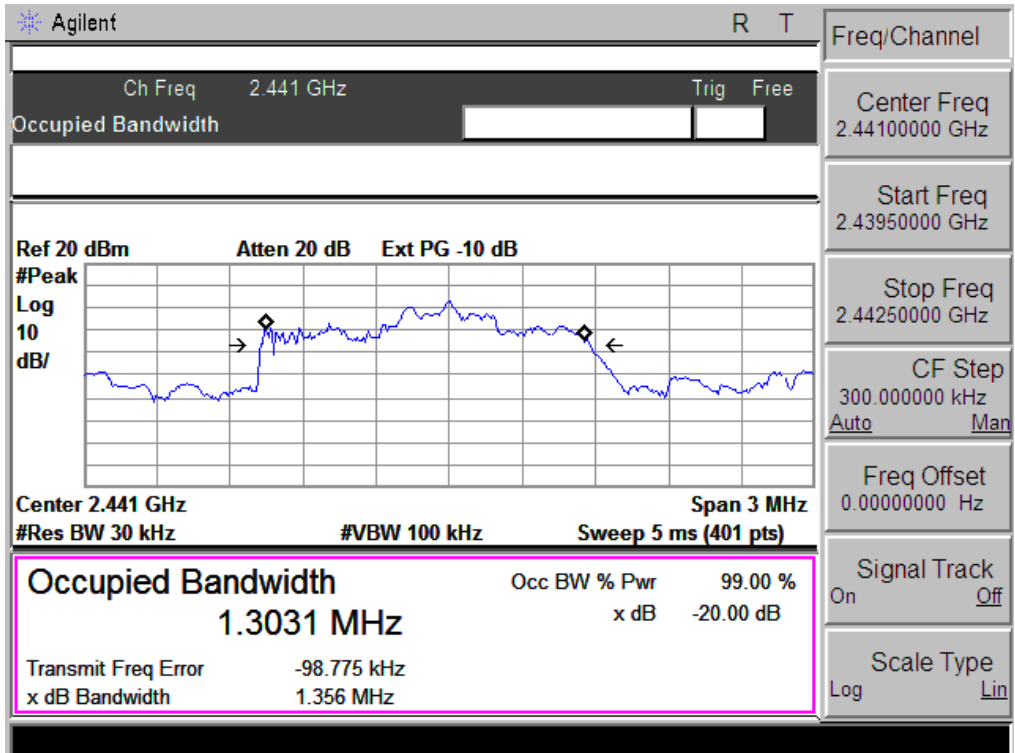 Agilent
R T
Ch Freq 2.441 GHz Trig Free
Occupied Bandwidth
Ref 20 dBm Atten 20 dB Ext PG -10 dB
#Peak
Log
10
dB/
Center 2.441 GHz Span 3 MHz
#Res BW 30 kHz #VBW 100 kHz Sweep 5 ms (401 pts)
Occupied Bandwidth
1.3031 MHz
Occ BW % Pwr 99.00 %
x dB -20.00 dB
Transmit Freq Error -98.775 kHz
x dB Bandwidth 1.356 MHz
Freq/Channel
Center Freq
2.44100000 GHz
Start Freq
2.43950000 GHz
Stop Freq
2.44250000 GHz
CF Step
300.000000 kHz
Auto Man
Freq Offset
0.00000000 Hz
Signal Track
On Off
Scale Type
Log Lin